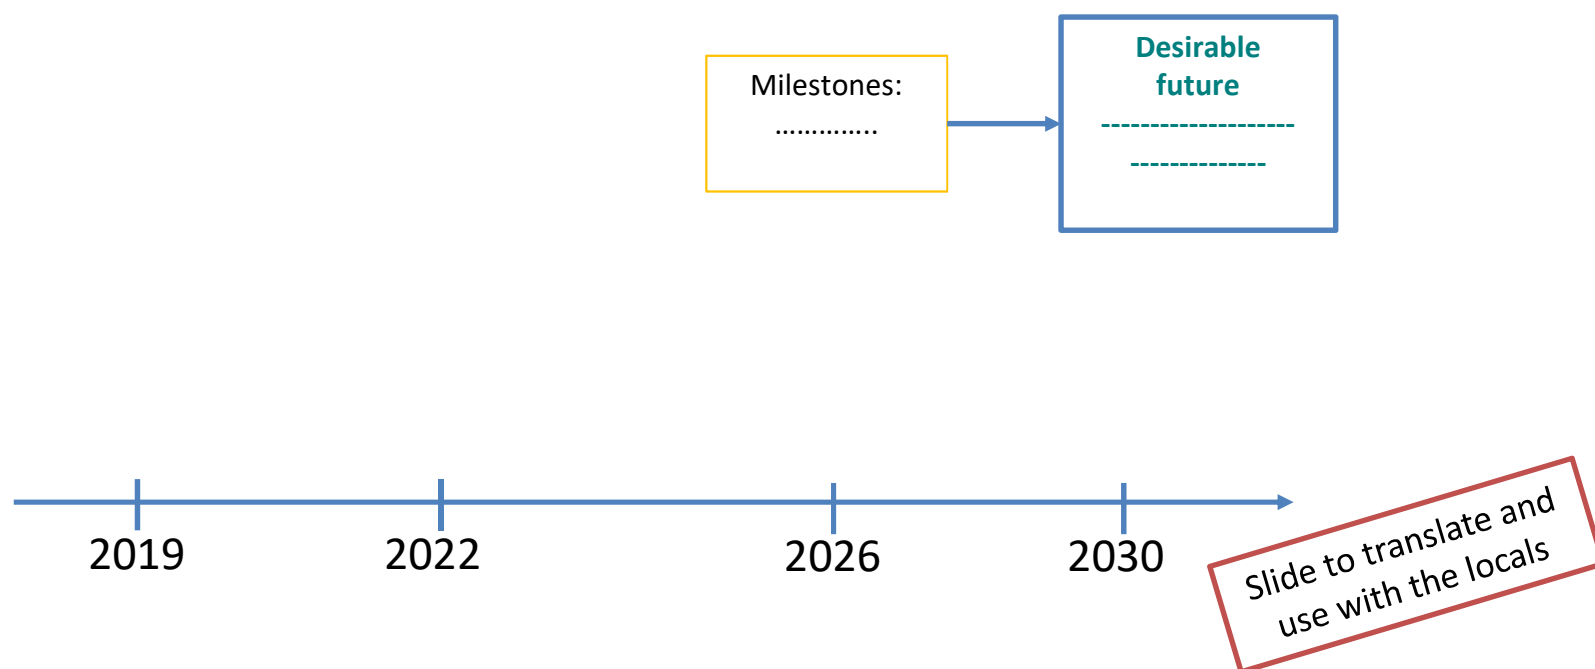 Desirable
future
---------------------
--------------
Milestones:
…………..
2019
2022
2026
2030
Slide to translate and
use with the locals